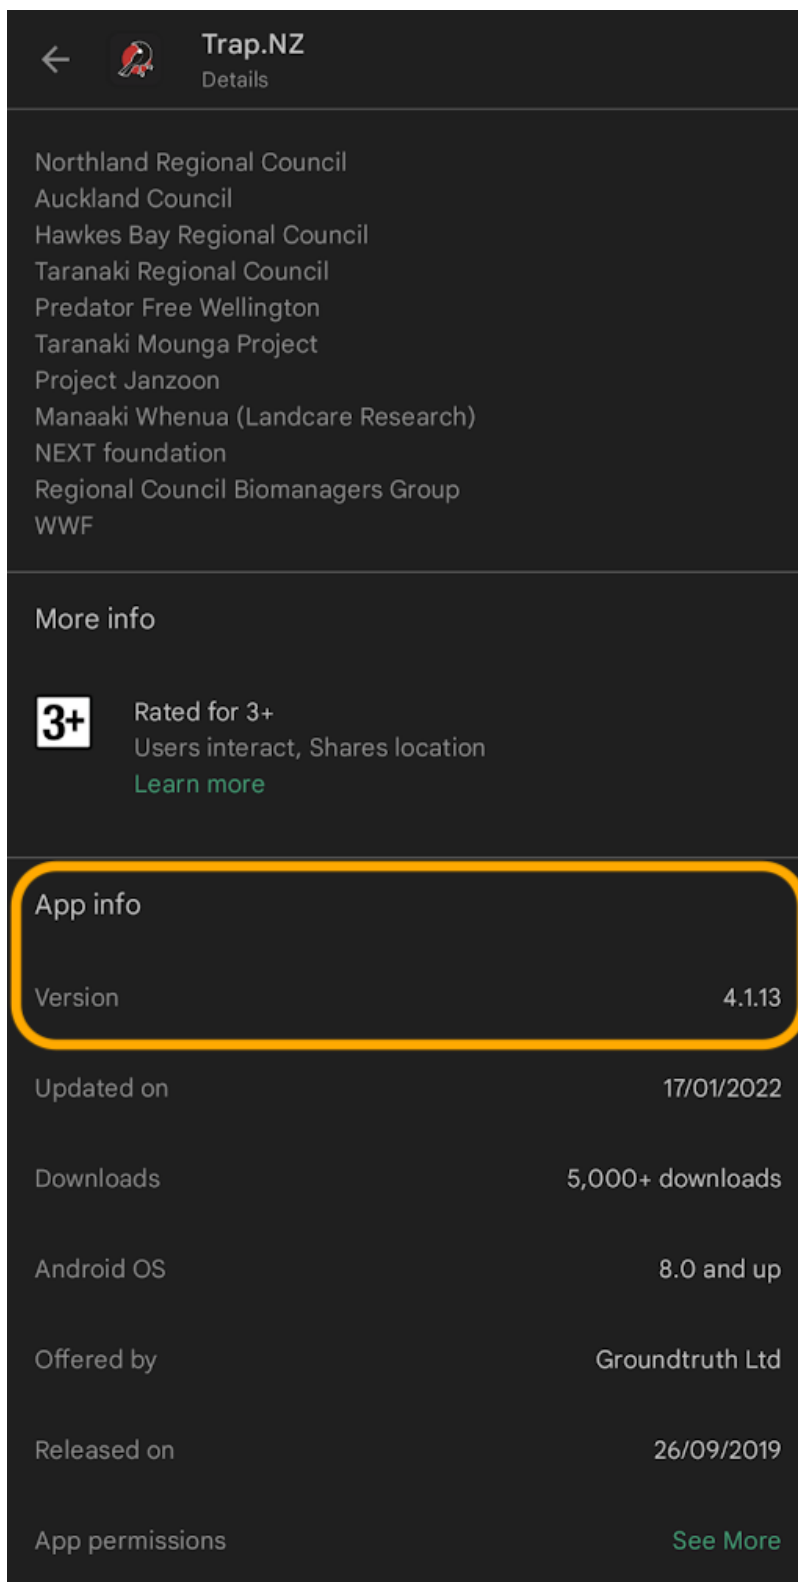 Trap.NZ
Details
Northland Regional Council
Auckland Council
Hawkes Bay Regional Council
Taranaki Regional Council
Predator Free Wellington
Taranaki Mounga Project
Project Janzoon
Manaaki Whenua (Landcare Research)
NEXT foundation
Regional Council Biomanagers Group
WWF
More info
3+
Rated for 3+
Users interact, Shares location
Learn more
App info
Version 4.1.13
Updated on 17/01/2022
Downloads 5,000+ downloads
Android OS 8.0 and up
Offered by Groundtruth Ltd
Released on 26/09/2019
App permissions See More